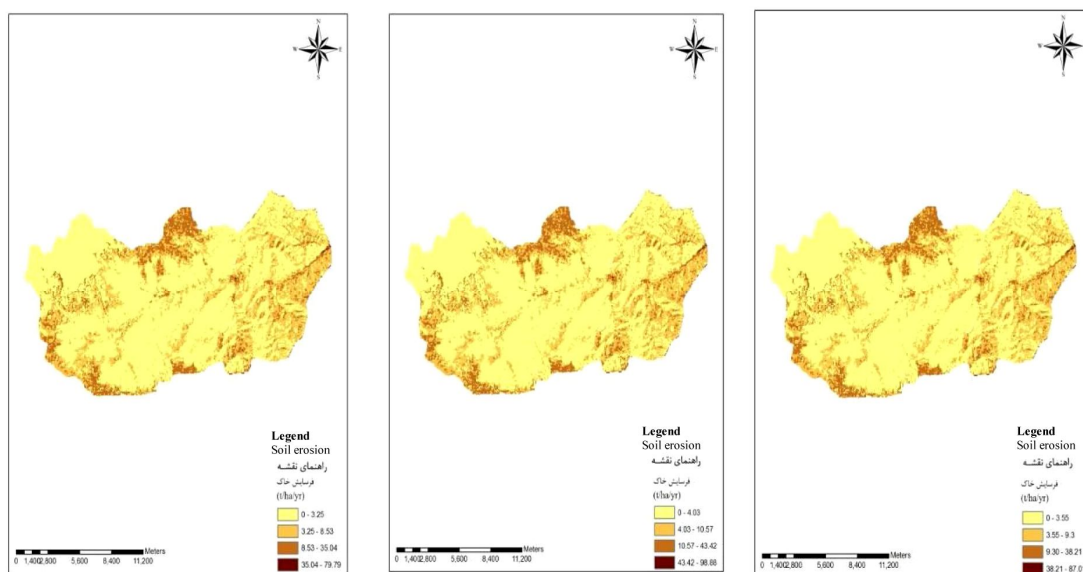 N
W E
S
Legend
Soil erosion
راهنمای نقشه
فرسایش خاک
(t/ha/yr)
0 - 3.25
3.25 - 8.53
8.53 - 35.04
35.04 - 79.79
0 1,400 2,800 5,600 8,400 11,200 Meters
N
W E
S
Legend
Soil erosion
راهنمای نقشه
فرسایش خاک
(t/ha/yr)
0 - 4.03
4.03 - 10.57
10.57 - 43.42
43.42 - 98.88
0 1,400 2,800 5,600 8,400 11,200 Meters
N
W E
S
Legend
Soil erosion
راهنمای نقشه
فرسایش خاک
(t/ha/yr)
0 - 3.55
3.55 - 9.3
9.30 - 38.21
38.21 - 87.0
0 1,400 2,800 5,600 8,400 11,200 Meters